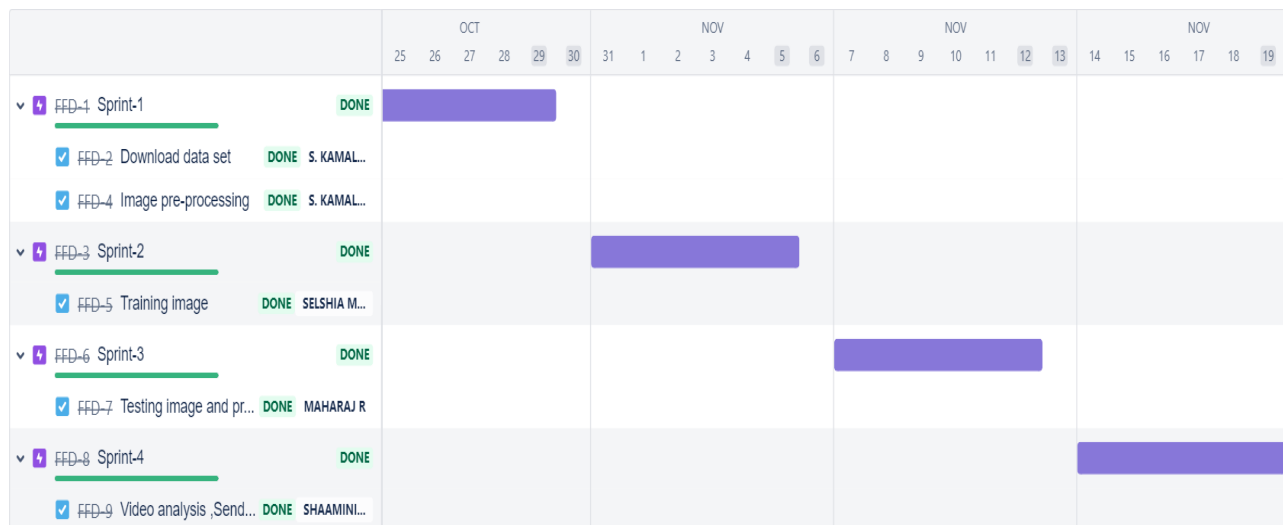 OCT NOV NOV NOV
25 26 27 28 29 30 31 1 2 3 4 5 6 7 8 9 10 11 12 13 14 15 16 17 18 19
FFD-1 Sprint-1 DONE
FFD-2 Download data set DONE S. KAMAL...
FFD-4 Image pre-processing DONE S. KAMAL...
FFD-3 Sprint-2 DONE
FFD-5 Training image DONE SELSHIA M...
FFD-6 Sprint-3 DONE
FFD-7 Testing image and pr... DONE MAHARAJ R
FFD-8 Sprint-4 DONE
FFD-9 Video analysis ,Send... DONE SHAAMINI...